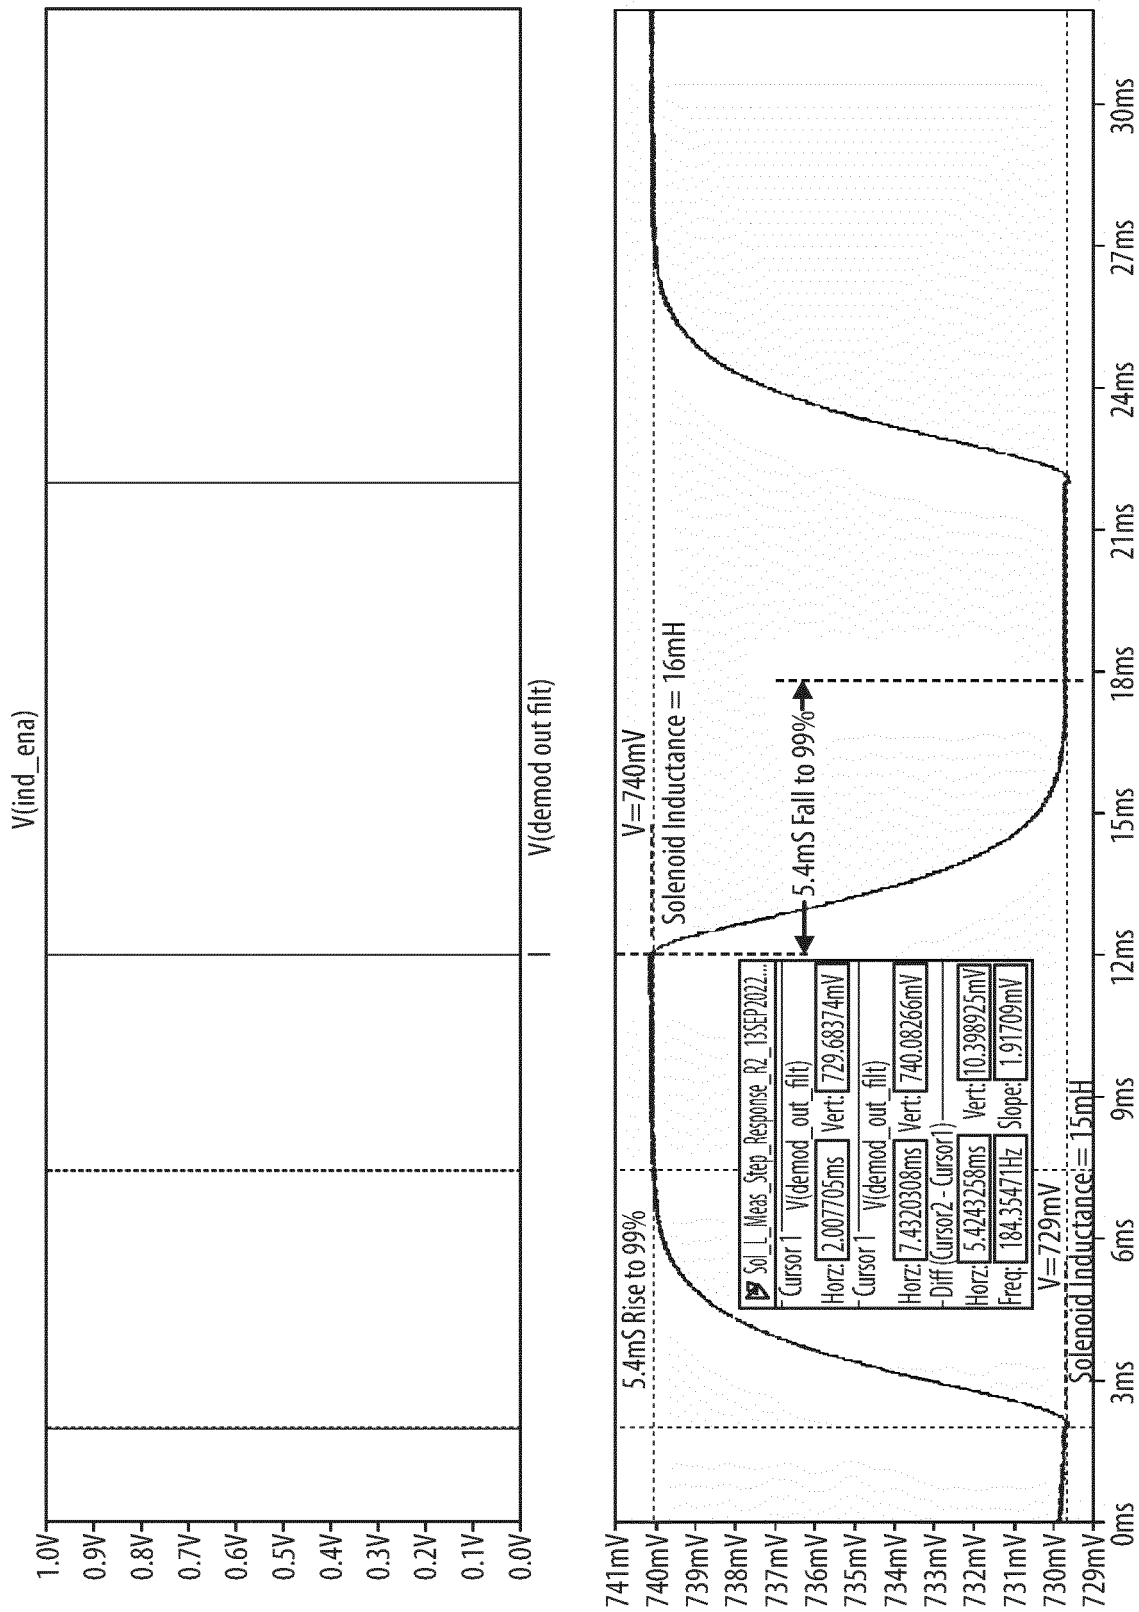 V(ind_ena)
1.0V
0.9V
0.8V
0.7V
0.6V
0.5V
0.4V
0.3V
0.2V
0.1V
0.0V
V(demod out filt)
741mV
740mV
739mV
738mV
737mV
736mV
735mV
734mV
733mV
732mV
731mV
730mV
729mV
5.4mS Rise to 99%
V=740mV
Solenoid Inductance = 16mH
5.4mS Fall to 99%
Sol_L_Meas_Step_Response_R2_13SEP2022...
Cursor 1 V(demod_out_filt)
Horz: 2.007705ms Vert: 729.68374mV
Cursor 1 V(demod_out_filt)
Horz: 7.4320308ms Vert: 740.08266mV
Diff (Cursor2 - Cursor1)
Horz: 5.4243258ms Vert: 10.398925mV
Freq: 184.35471Hz Slope: 1.91709mV
V=729mV
Solenoid Inductance = 15mH
0ms 3ms 6ms 9ms 12ms 15ms 18ms 21ms 24ms 27ms 30ms